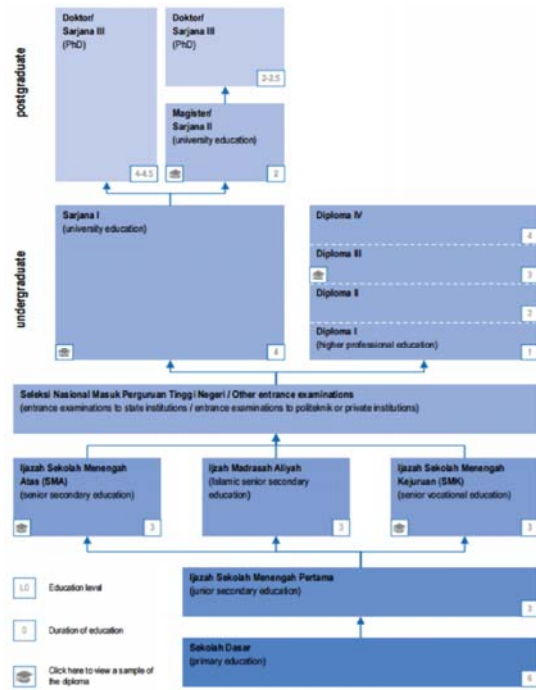 postgraduate
Doktor/
Sarjana III
(PhD)
4-4.5
Doktor/
Sarjana III
(PhD)
2-2.5
Magister/
Sarjana II
(university education)
2
undergraduate
Sarjana I
(university education)
4
Diploma IV
4
Diploma III
3
Diploma II
2
Diploma I
(higher professional education)
1
Seleksi Nasional Masuk Perguruan Tinggi Negeri / Other entrance examinations
(entrance examinations to state institutions / entrance examinations to politeknik or private institutions)
Ijazah Sekolah Menengah
Atas (SMA)
(senior secondary education)
3
Ijzah Madrasah Aliyah
(Islamic senior secondary
education)
3
Ijazah Sekolah Menengah
Kejuruan (SMK)
(senior vocational education)
3
Ijazah Sekolah Menengah Pertama
(junior secondary education)
3
Sekolah Dasar
(primary education)
6
Education level
0
Duration of education
Click here to view a sample of
the diploma